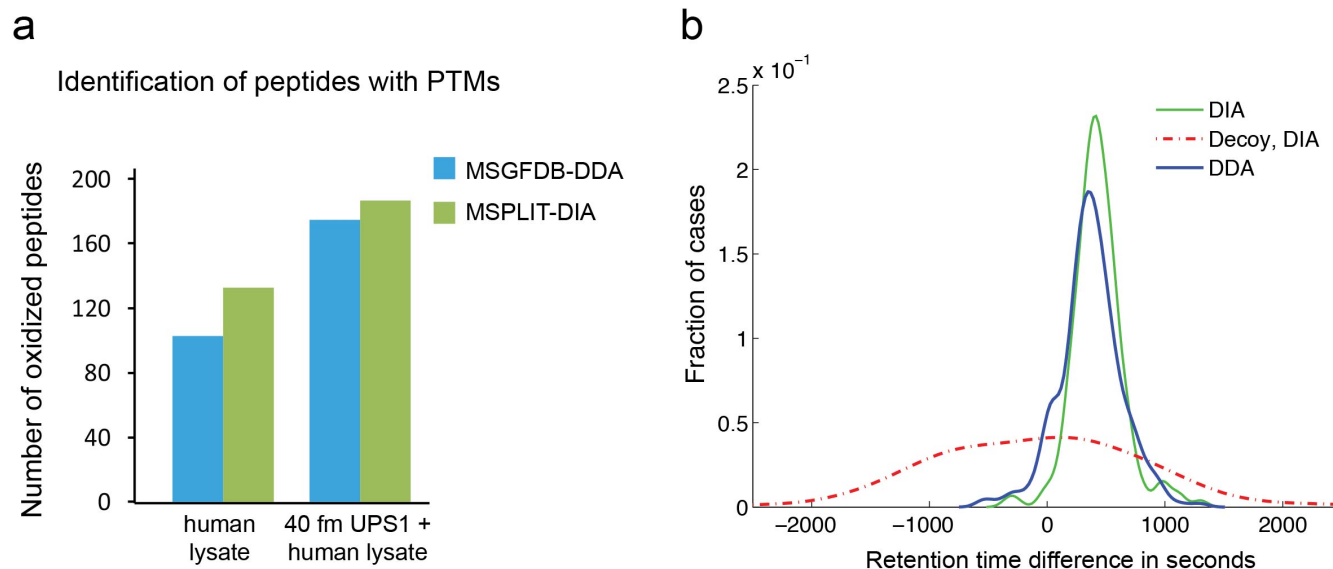 a
Identification of peptides with PTMs
Number of oxidized peptides
200
160
120
80
40
0
human
lysate
40 fm UPS1 +
human lysate
MSGFDB-DDA
MSPLIT-DIA
b
x 10⁻¹
2.5
2
1.5
1
0.5
0
Fraction of cases
−2000
−1000
0
1000
2000
Retention time difference in seconds
DIA
Decoy, DIA
DDA